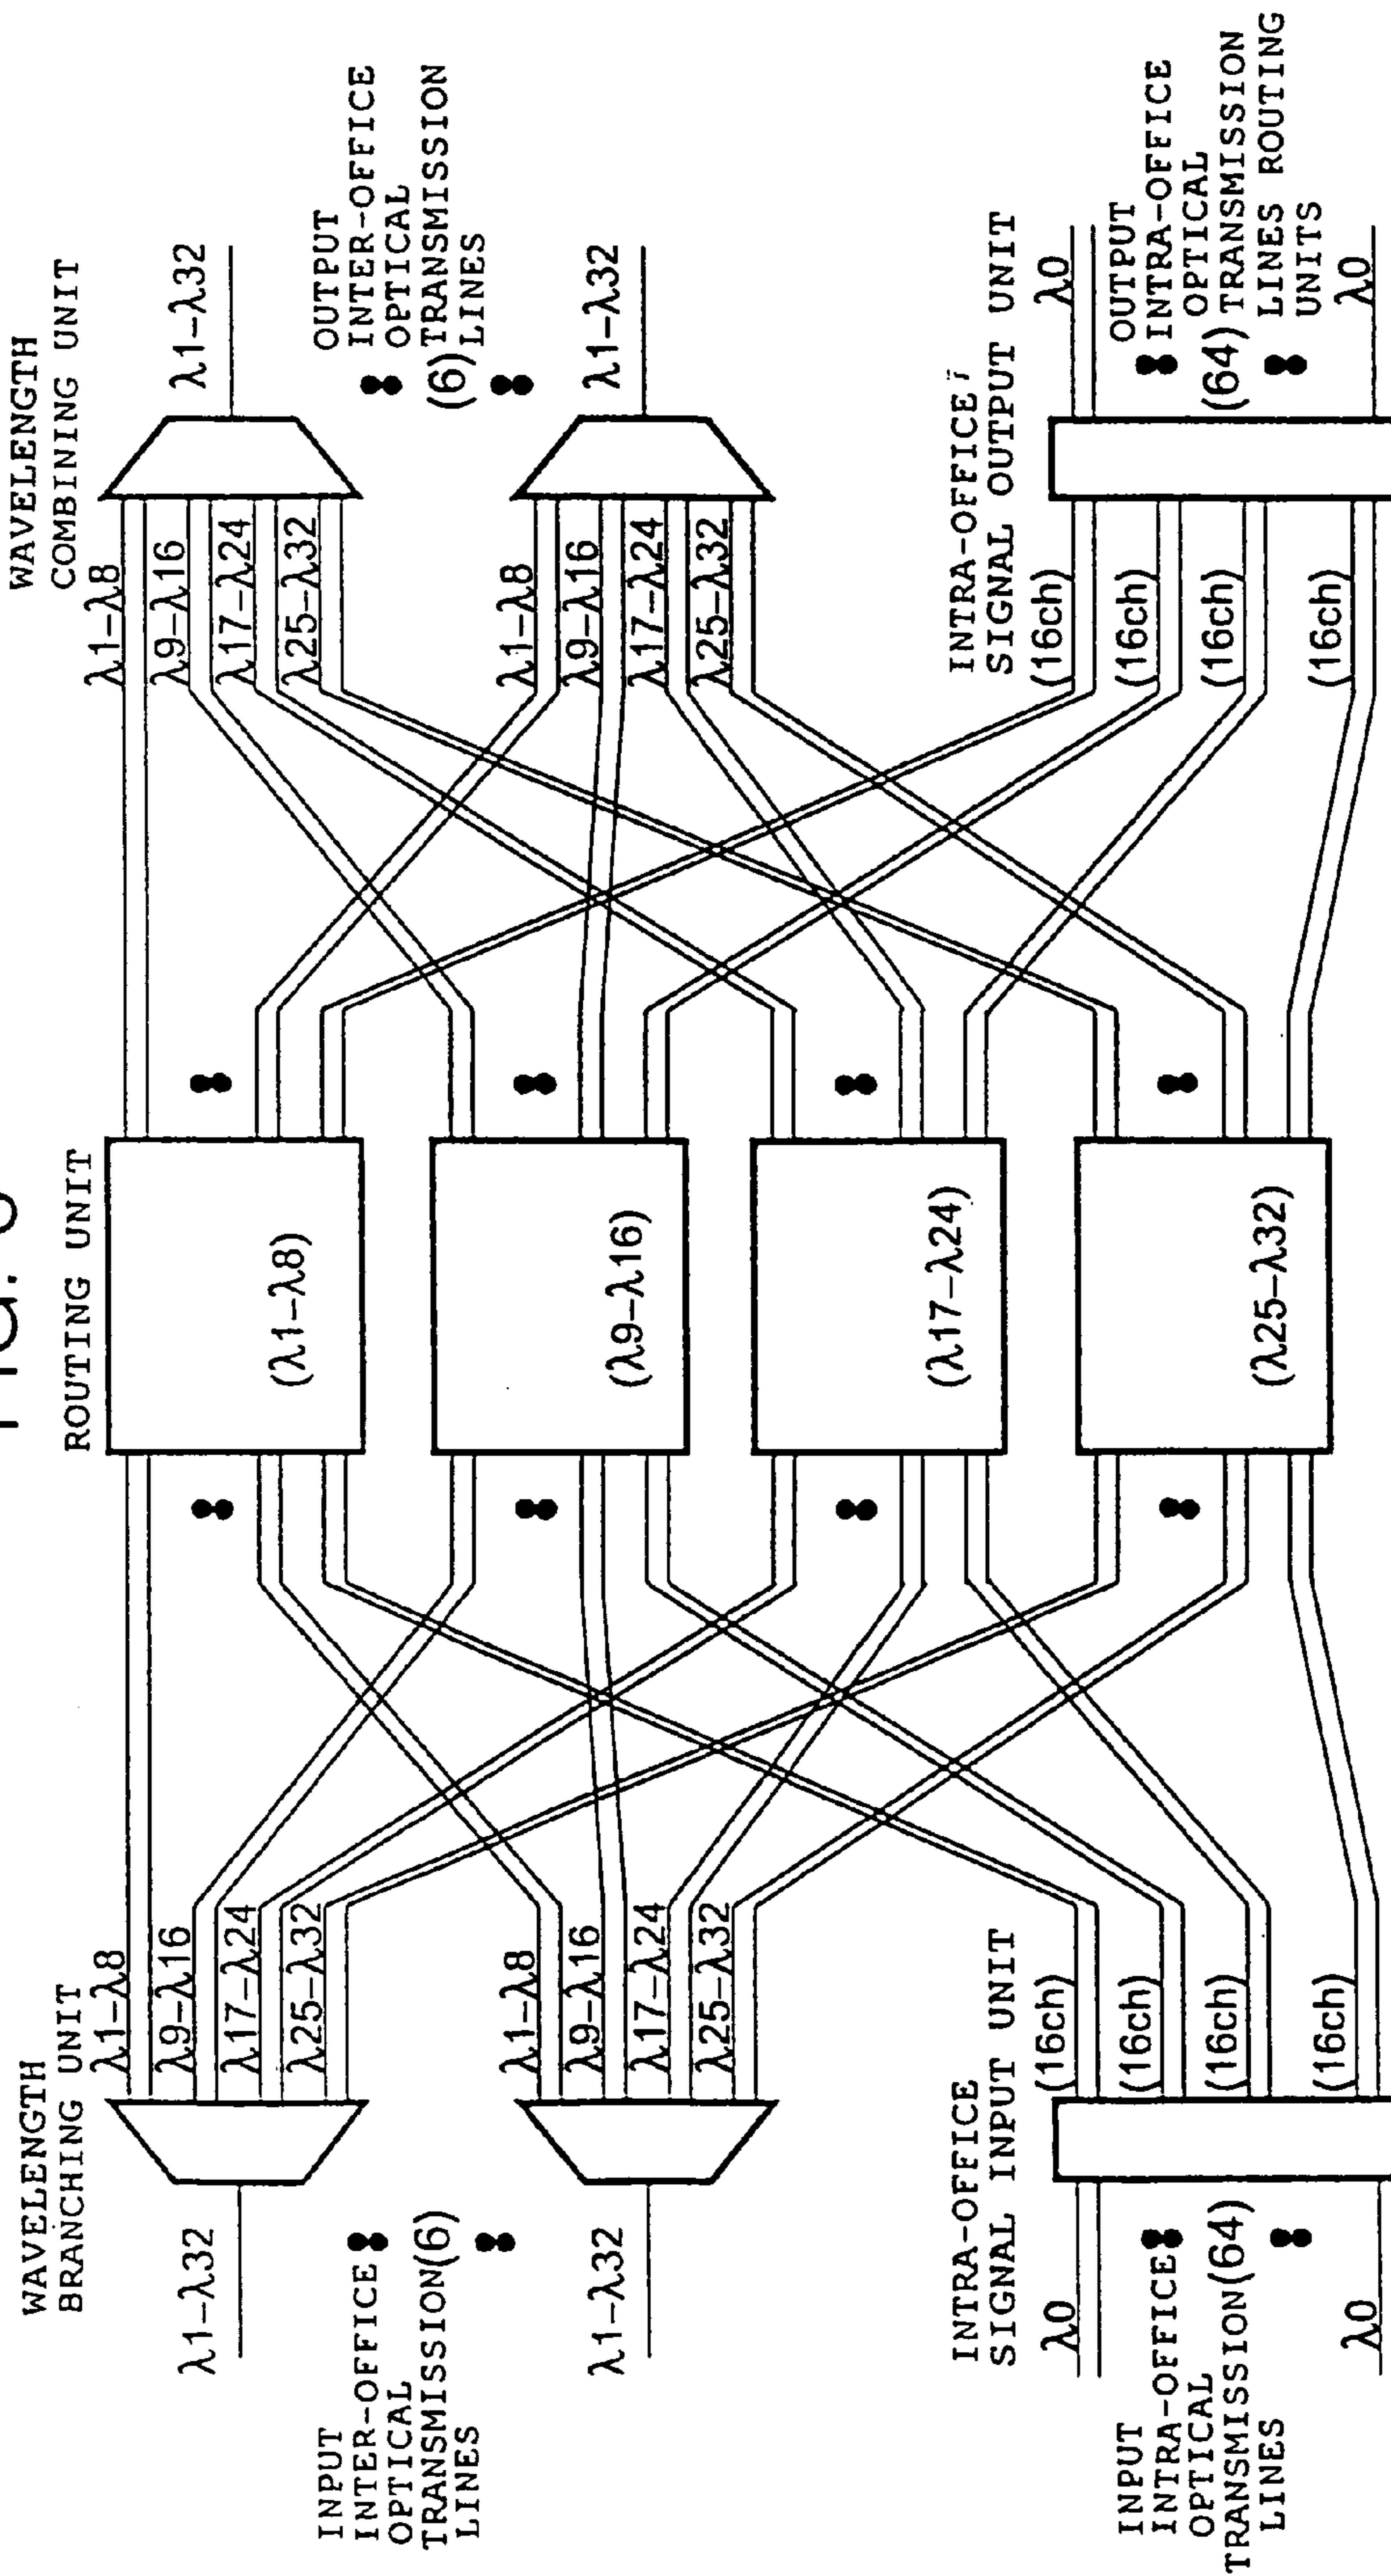 WAVELENGTH
BRANCHING UNIT
λ1-λ32
λ1-λ8
λ9-λ16
λ17-λ24
λ25-λ32
INPUT
INTER-OFFICE
OPTICAL
TRANSMISSION(6)
LINES
λ1-λ32
λ1-λ8
λ9-λ16
λ17-λ24
λ25-λ32
INTRA-OFFICE
SIGNAL INPUT UNIT
λ0
(16ch)
(16ch)
(16ch)
(16ch)
INPUT
INTRA-OFFICE
OPTICAL
TRANSMISSION(64)
LINES
λ0
ROUTING UNIT
(λ1-λ8)
(λ9-λ16)
(λ17-λ24)
(λ25-λ32)
WAVELENGTH
COMBINING UNIT
λ1-λ8
λ9-λ16
λ17-λ24
λ25-λ32
λ1-λ32
OUTPUT
INTER-OFFICE
OPTICAL
(6) TRANSMISSION
LINES
λ1-λ8
λ9-λ16
λ17-λ24
λ25-λ32
λ1-λ32
INTRA-OFFICE
SIGNAL OUTPUT UNIT
(16ch)
(16ch)
(16ch)
(16ch)
λ0
OUTPUT
INTRA-OFFICE
OPTICAL
(64) TRANSMISSION
LINES ROUTING
UNITS
λ0